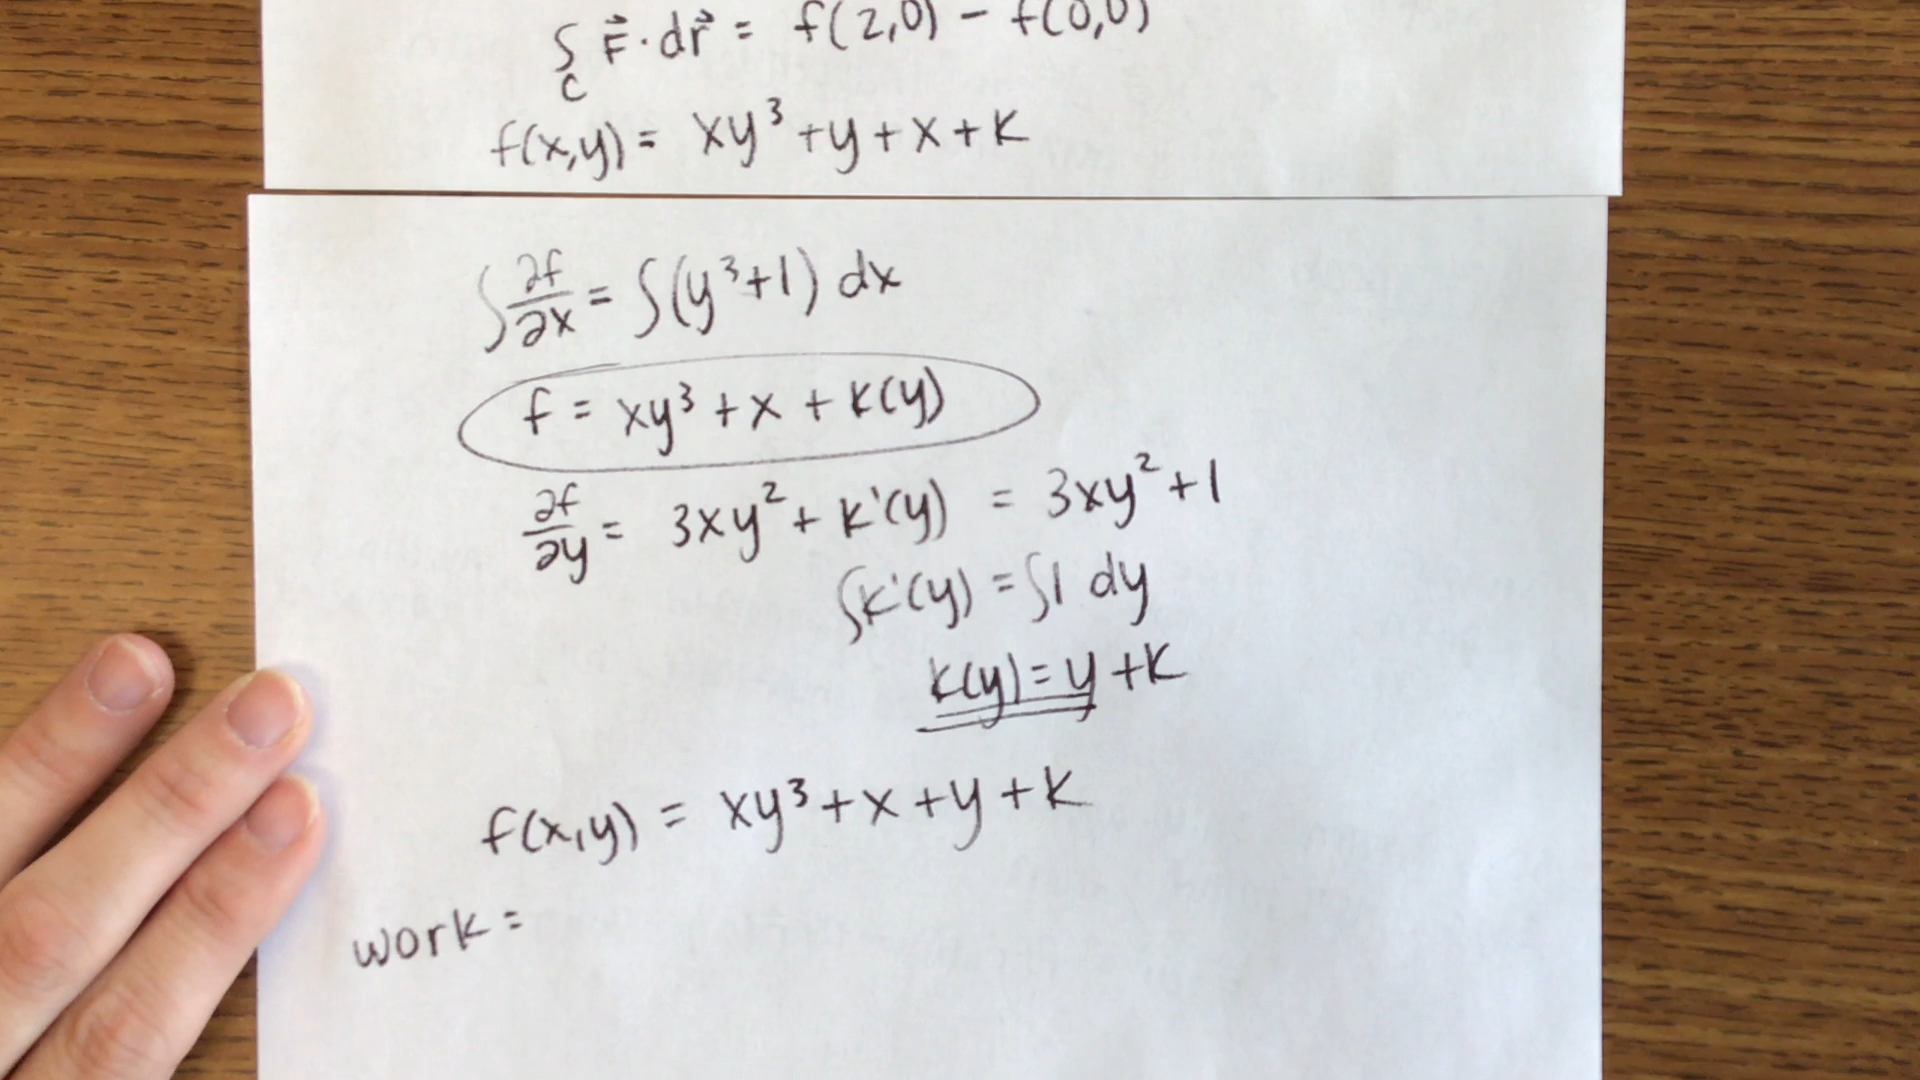 ∫_C F⃗ · dr⃗ = f(2,0) − f(0,0)
f(x,y) = xy³ + y + x + K
∫ ∂f/∂x = ∫(y³+1) dx
f = xy³ + x + k(y)
∂f/∂y = 3xy² + k'(y) = 3xy² + 1
∫k'(y) = ∫1 dy
k(y) = y + K
f(x,y) = xy³ + x + y + K
work =